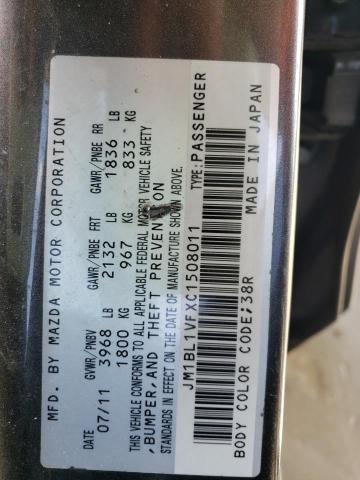 MFD. BY MAZDA MOTOR CORPORATION
DATE GVWR/PNBV GAWR/PNBE FRT GAWR/PNBE RR
07/11 3968 LB 2132 LB 1836 LB
1800 KG 967 KG 833 KG
THIS VEHICLE CONFORMS TO ALL APPLICABLE FEDERAL MOTOR VEHICLE SAFETY
, BUMPER, AND THEFT PREVENTION
STANDARDS IN EFFECT ON THE DATE OF MANUFACTURE SHOWN ABOVE.
JM1BL1VFXC1508011 TYPE:PASSENGER
BODY COLOR CODE;38R MADE IN JAPAN